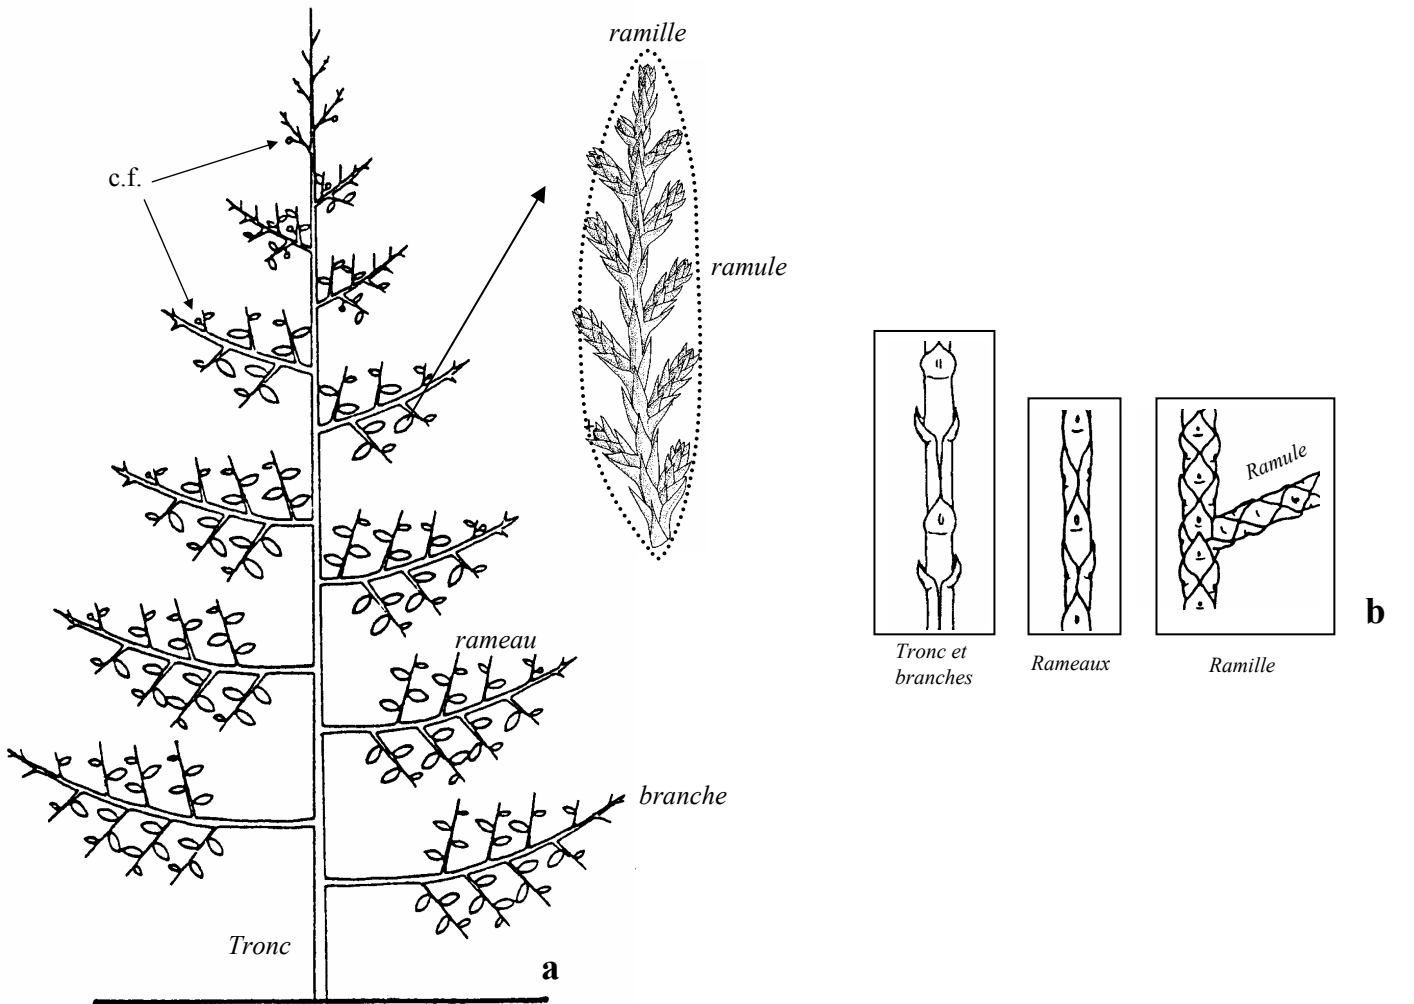 ramille
c.f.
ramule
rameau
branche
Tronc
a
Ramule
b
Tronc et
branches
Rameaux
Ramille